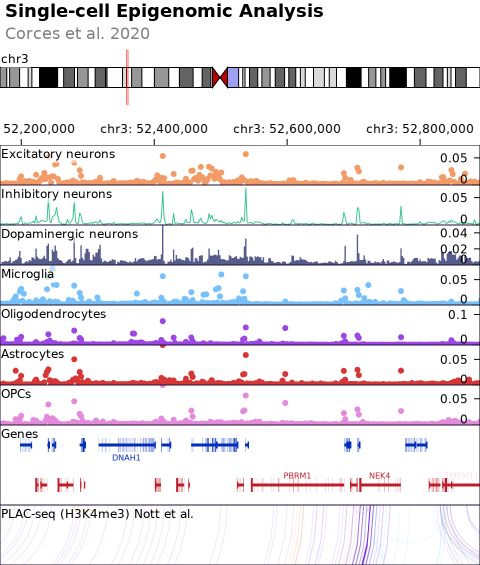 Single-cell Epigenomic Analysis
Corces et al. 2020
chr3
52,200,000 chr3: 52,400,000 chr3: 52,600,000 chr3: 52,800,000
Excitatory neurons 0.05
0
Inhibitory neurons 0.05
0
Dopaminergic neurons 0.04
0.02
0
Microglia 0.05
0
Oligodendrocytes 0.1
0
Astrocytes 0.05
0
OPCs 0.05
0
Genes
DNAH1
PBRM1 NEK4
PLAC-seq (H3K4me3) Nott et al.